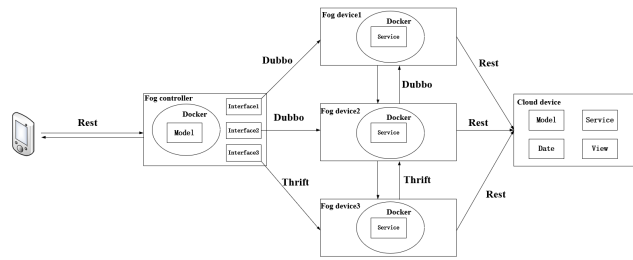 Rest
Fog controller
Docker
Model
Interface1
Interface2
Interface3
Dubbo
Dubbo
Thrift
Fog device1
Docker
Service
Dubbo
Fog device2
Docker
Service
Thrift
Fog device3
Docker
Service
Rest
Rest
Rest
Cloud device
Model
Service
Date
View